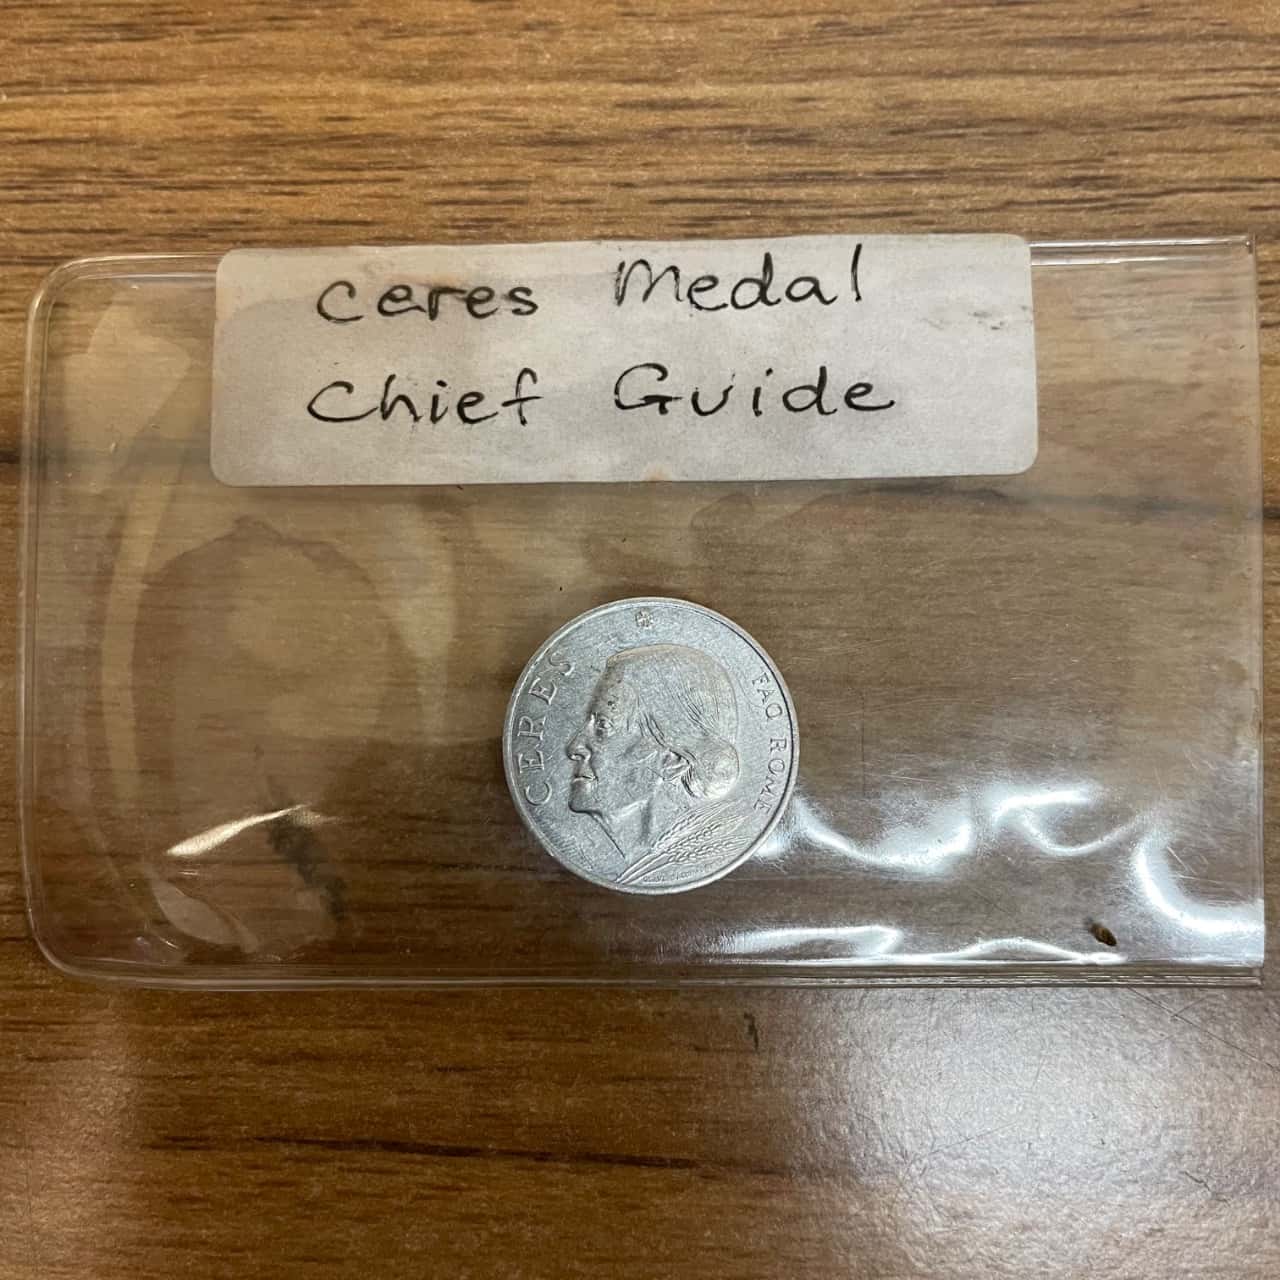 Ceres Medal
Chief Guide
CERES
FAO ROME